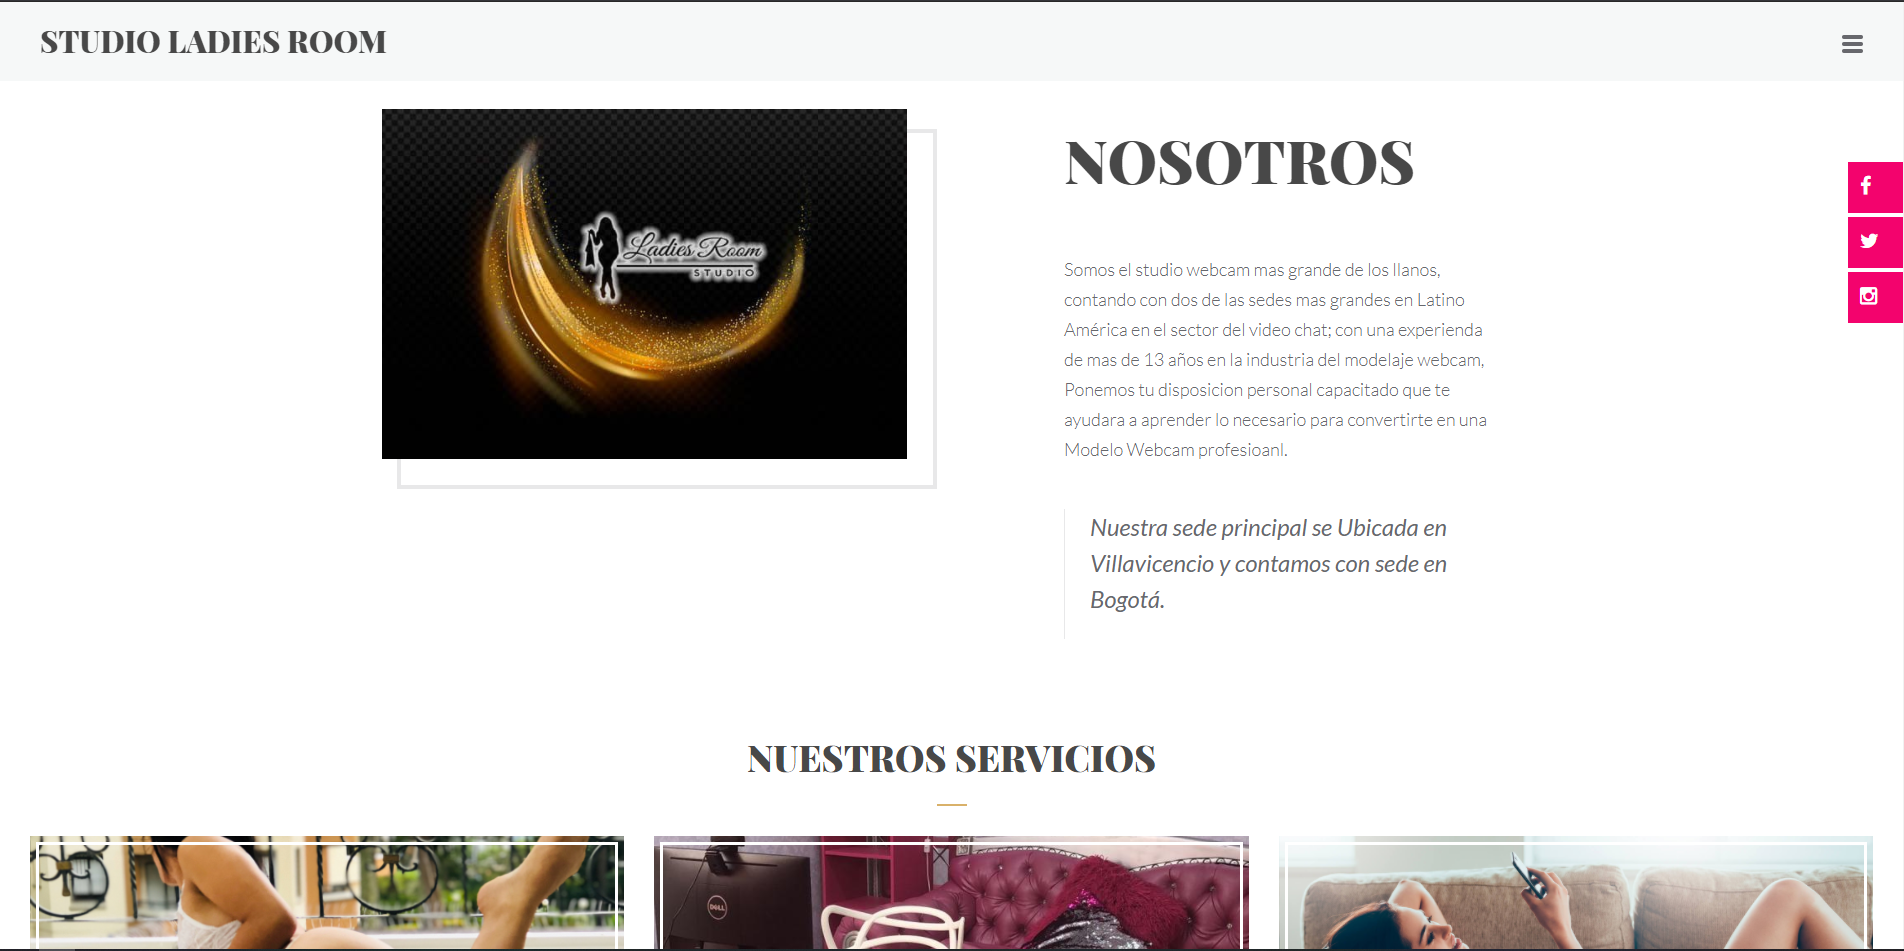 STUDIO LADIES ROOM
Ladies Room
STUDIO
NOSOTROS
Somos el studio webcam mas grande de los llanos,
contando con dos de las sedes mas grandes en Latino
América en el sector del video chat; con una experienda
de mas de 13 años en la industria del modelaje webcam,
Ponemos tu disposicion personal capacitado que te
ayudara a aprender lo necesario para convertirte en una
Modelo Webcam profesioanl.
Nuestra sede principal se Ubicada en
Villavicencio y contamos con sede en
Bogotá.
NUESTROS SERVICIOS
DELL